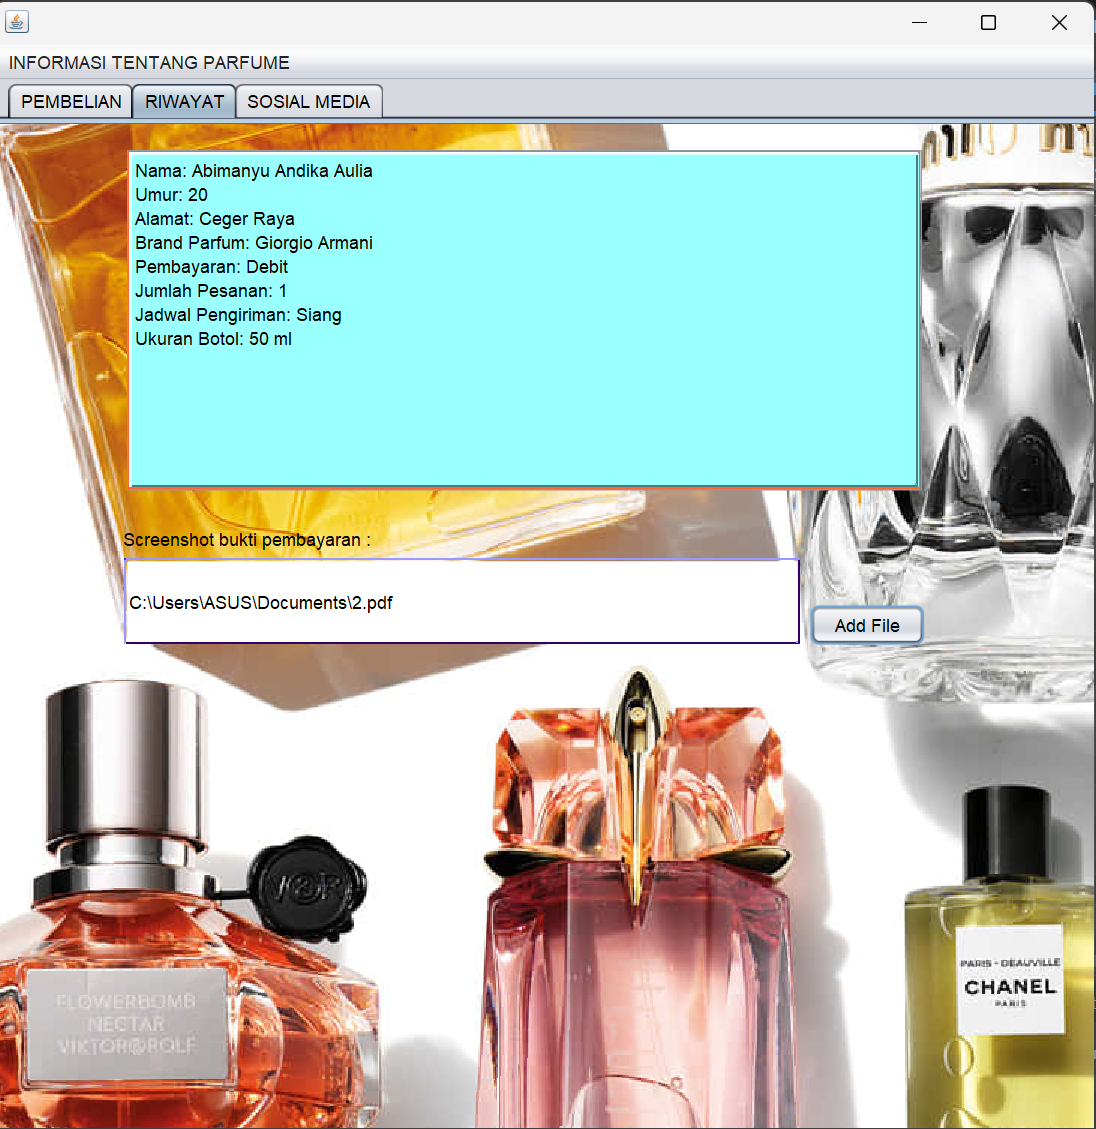 INFORMASI TENTANG PARFUME
PEMBELIAN
RIWAYAT
SOSIAL MEDIA
Nama: Abimanyu Andika Aulia
Umur: 20
Alamat: Ceger Raya
Brand Parfum: Giorgio Armani
Pembayaran: Debit
Jumlah Pesanan: 1
Jadwal Pengiriman: Siang
Ukuran Botol: 50 ml
Screenshot bukti pembayaran :
C:\Users\ASUS\Documents\2.pdf
Add File
V&R
FLOWERBOMB
NECTAR
VIKTOR@ROLF
PARIS - DEAUVILLE
CHANEL
PARIS